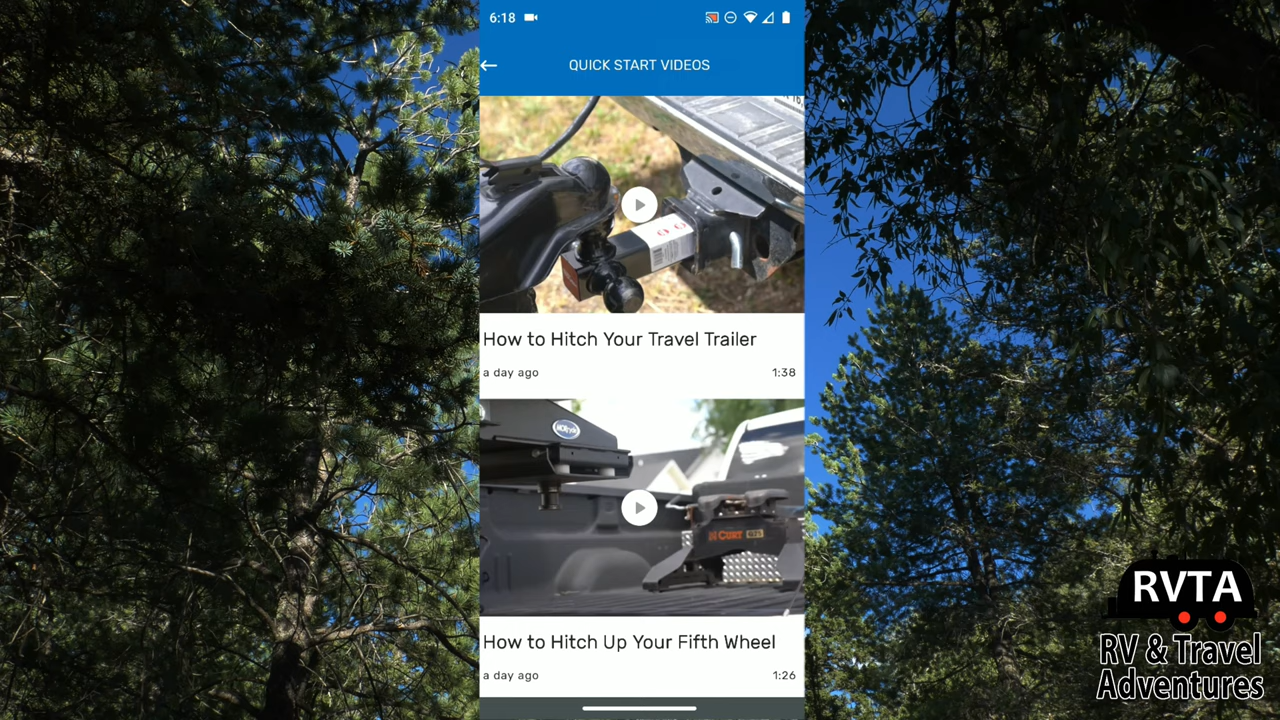 6:18
QUICK START VIDEOS
How to Hitch Your Travel Trailer
a day ago 1:38
CURT
How to Hitch Up Your Fifth Wheel
a day ago 1:26
RVTA
RV & Travel
Adventures